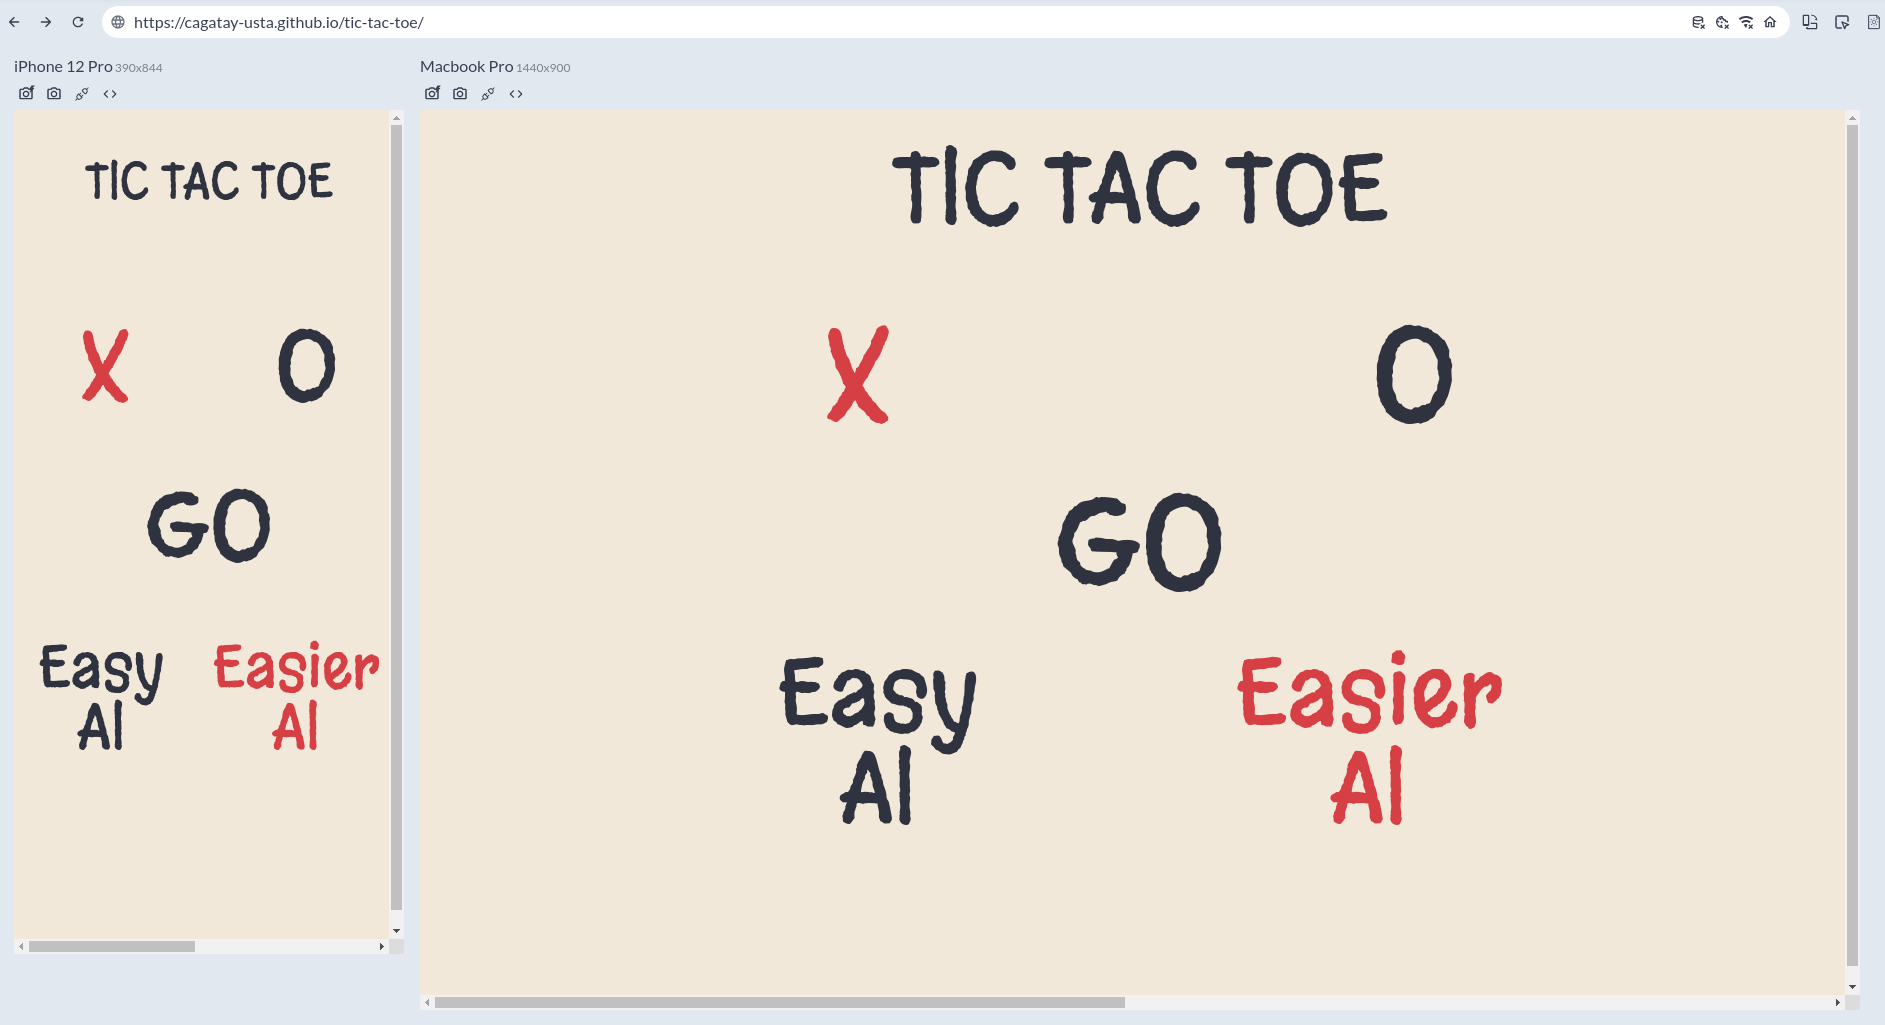 https://cagatay-usta.github.io/tic-tac-toe/
iPhone 12 Pro 390x844
TIC TAC TOE
X O
GO
Easy Easier
AI AI
Macbook Pro 1440x900
TIC TAC TOE
X O
GO
Easy Easier
AI AI